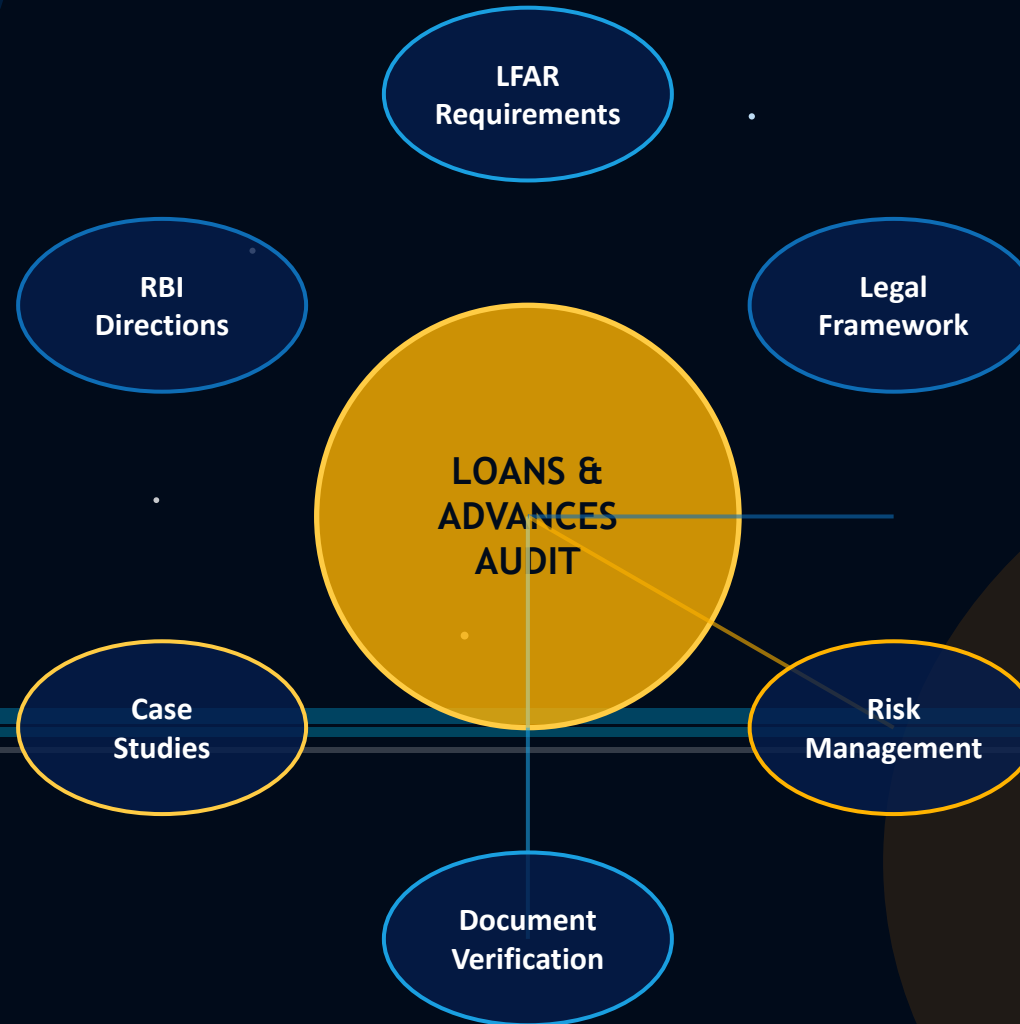 LFAR
Requirements
RBI
Directions
Legal
Framework
LOANS &
ADVANCES
AUDIT
Case
Studies
Risk
Management
Document
Verification